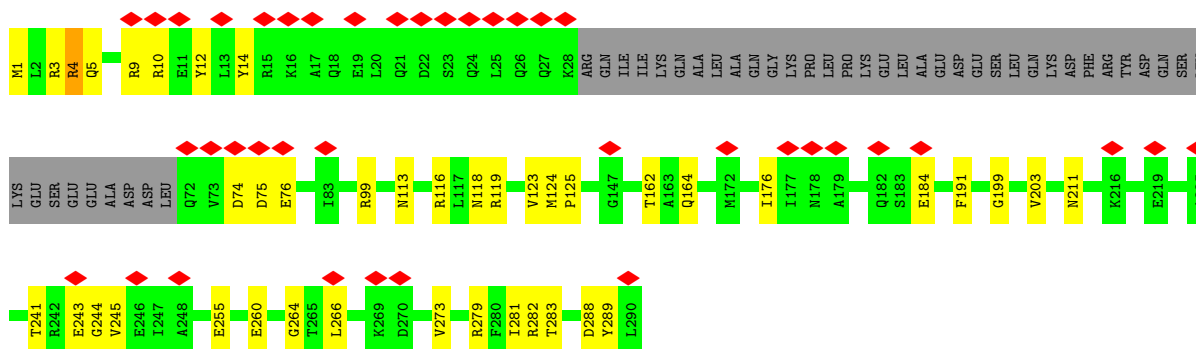 M1 L2 R3 R4 Q5 R9 R10 E11 Y12 L13 Y14 R15 K16 A17 Q18 E19 L20 Q21 D22 S23 Q24 L25 Q26 Q27 K28 ARG GLN ILE ILE LYS GLN ALA LEU ALA GLN GLY LYS PRO LEU PRO LYS GLU LEU ALA GLU ASP GLU SER LEU GLN LYS ASP PHE ARG TYR ASP GLN SER
LYS GLU SER GLU GLU ALA ASP ASP LEU Q72 V73 D74 D75 E76 I83 R99 N113 R116 L117 N118 R119 V123 M124 P125 G147 T162 A163 Q164 M172 I176 I177 N178 A179 Q182 S183 E184 F191 G199 V203 N211 K216 E219
T241 R242 E243 G244 V245 E246 I247 A248 E255 E260 G264 T265 L266 K269 D270 V273 R279 F280 I281 R282 T283 D288 Y289 L290